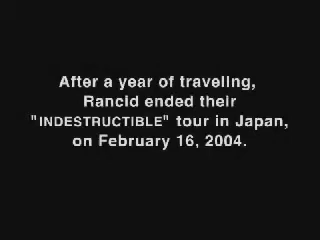 After a year of traveling,
Rancid ended their
"INDESTRUCTIBLE" tour in Japan,
on February 16, 2004.